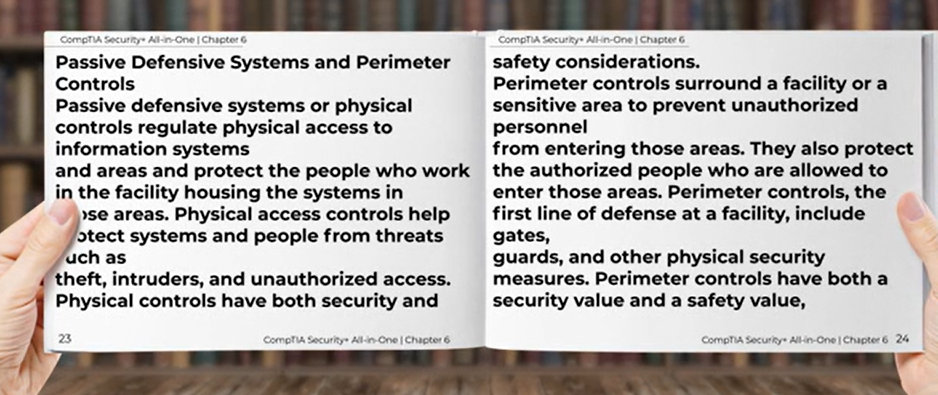 CompTIA Security+ All-in-One | Chapter 6
Passive Defensive Systems and Perimeter
Controls
Passive defensive systems or physical
controls regulate physical access to
information systems
and areas and protect the people who work
in the facility housing the systems in
areas. Physical access controls help
systems and people from threats
as
theft, intruders, and unauthorized access.
Physical controls have both security and
23
CompTIA Security+ All-in-One | Chapter 6
CompTIA Security+ All-in-One | Chapter 6
safety considerations.
Perimeter controls surround a facility or a
sensitive area to prevent unauthorized
personnel
from entering those areas. They also protect
the authorized people who are allowed to
enter those areas. Perimeter controls, the
first line of defense at a facility, include
gates,
guards, and other physical security
measures. Perimeter controls have both a
security value and a safety value,
CompTIA Security+ All-in-One | Chapter 6 24